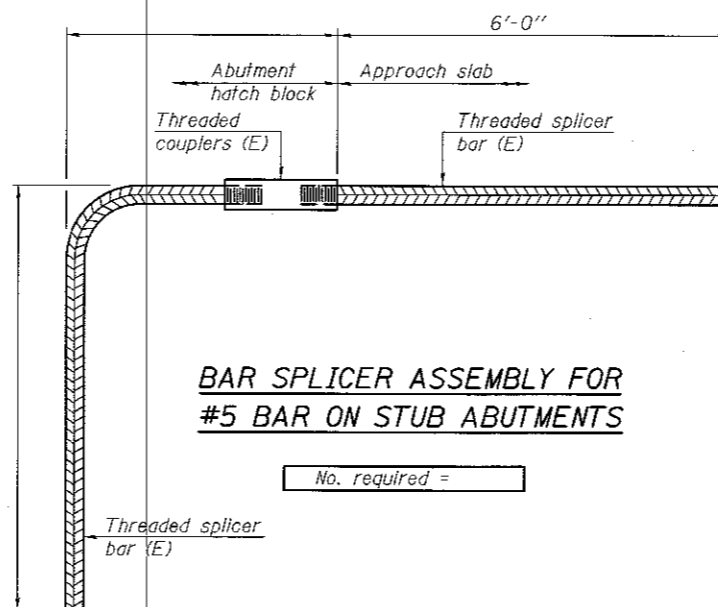 6'-0''
Abutment
hatch block
Approach slab
Threaded
couplers (E)
Threaded splicer
bar (E)
BAR SPLICER ASSEMBLY FOR
#5 BAR ON STUB ABUTMENTS
No. required =
Threaded splicer
bar (E)